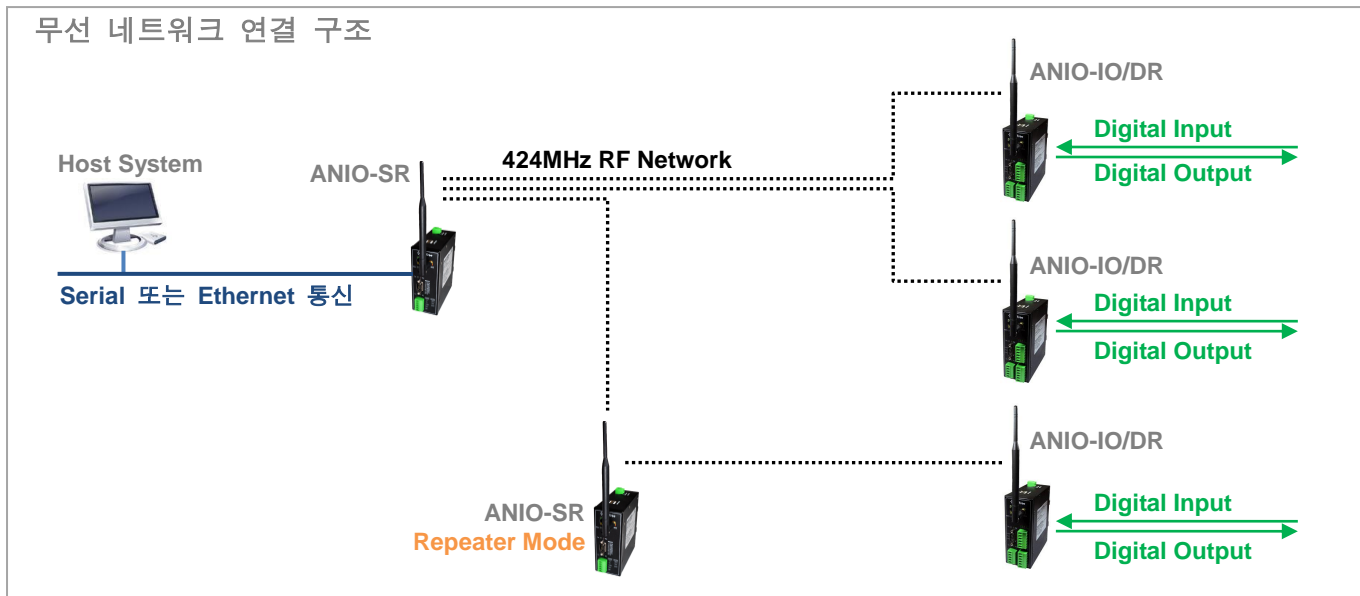 무선 네트워크 연결 구조
ANIO-IO/DR
Digital Input
Digital Output
Host System
ANIO-SR
424MHz RF Network
Serial 또는 Ethernet 통신
ANIO-IO/DR
Digital Input
Digital Output
ANIO-IO/DR
Digital Input
Digital Output
ANIO-SR
Repeater Mode